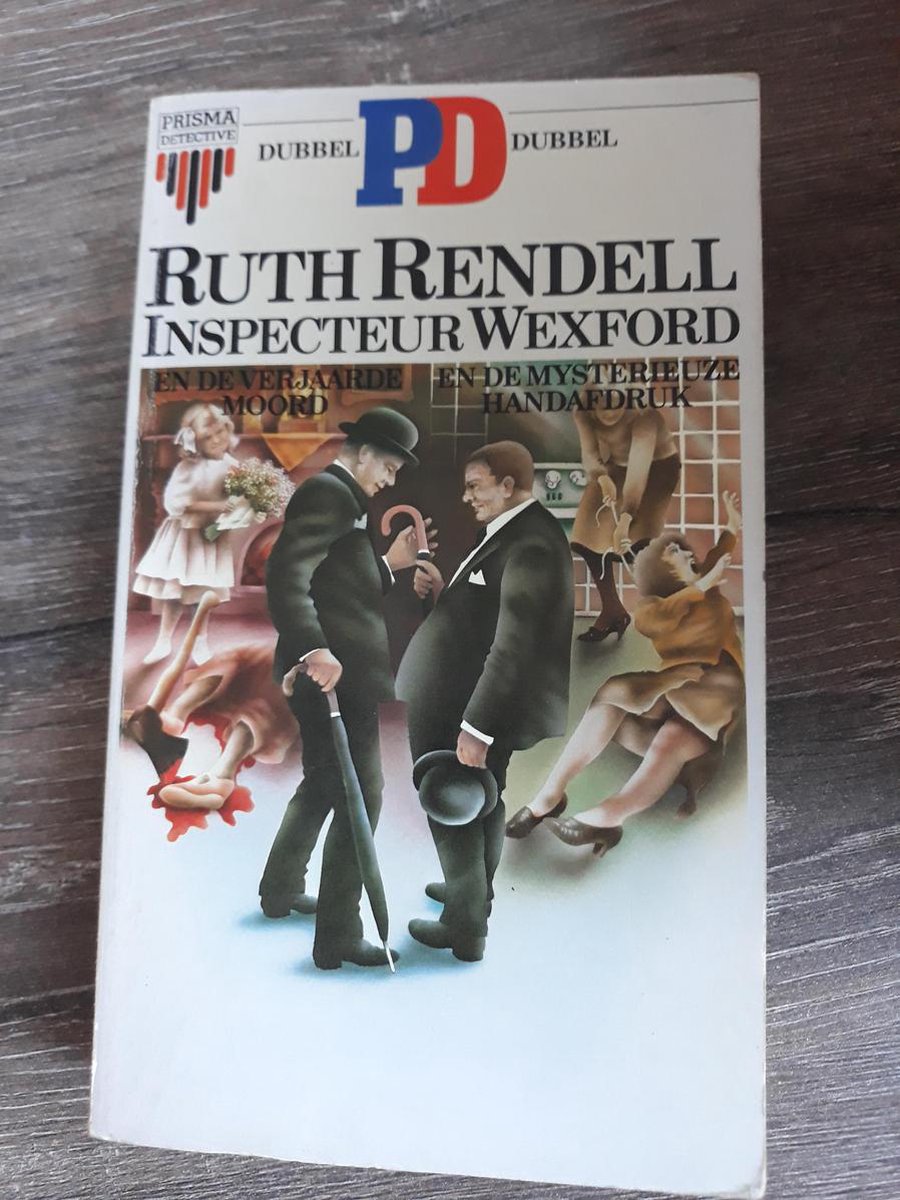 PRISMA
DETECTIVE
DUBBEL PD DUBBEL
RUTH RENDELL
INSPECTEUR WEXFORD
EN DE VERJAARDE
MOORD
EN DE MYSTERIEUZE
HANDAFDRUK